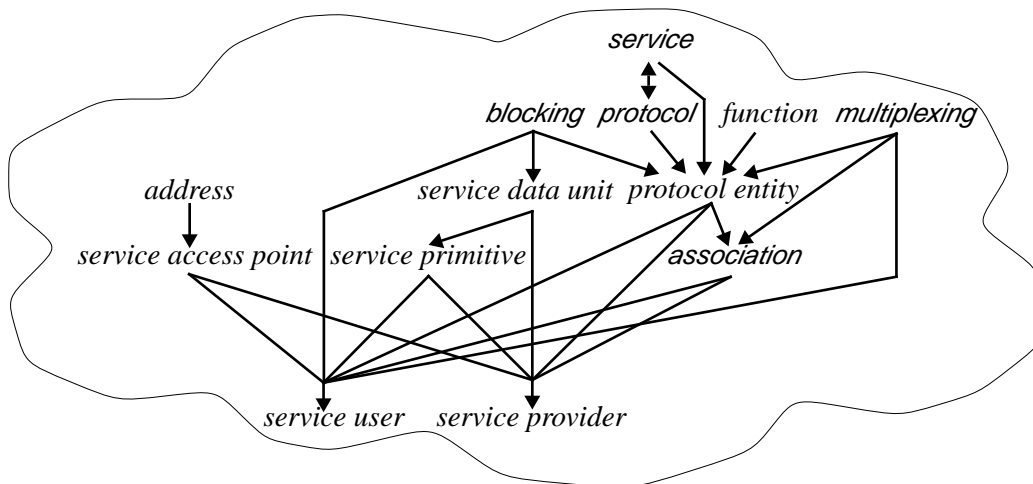 service
blocking protocol function multiplexing
address service data unit protocol entity
service access point service primitive association
service user service provider